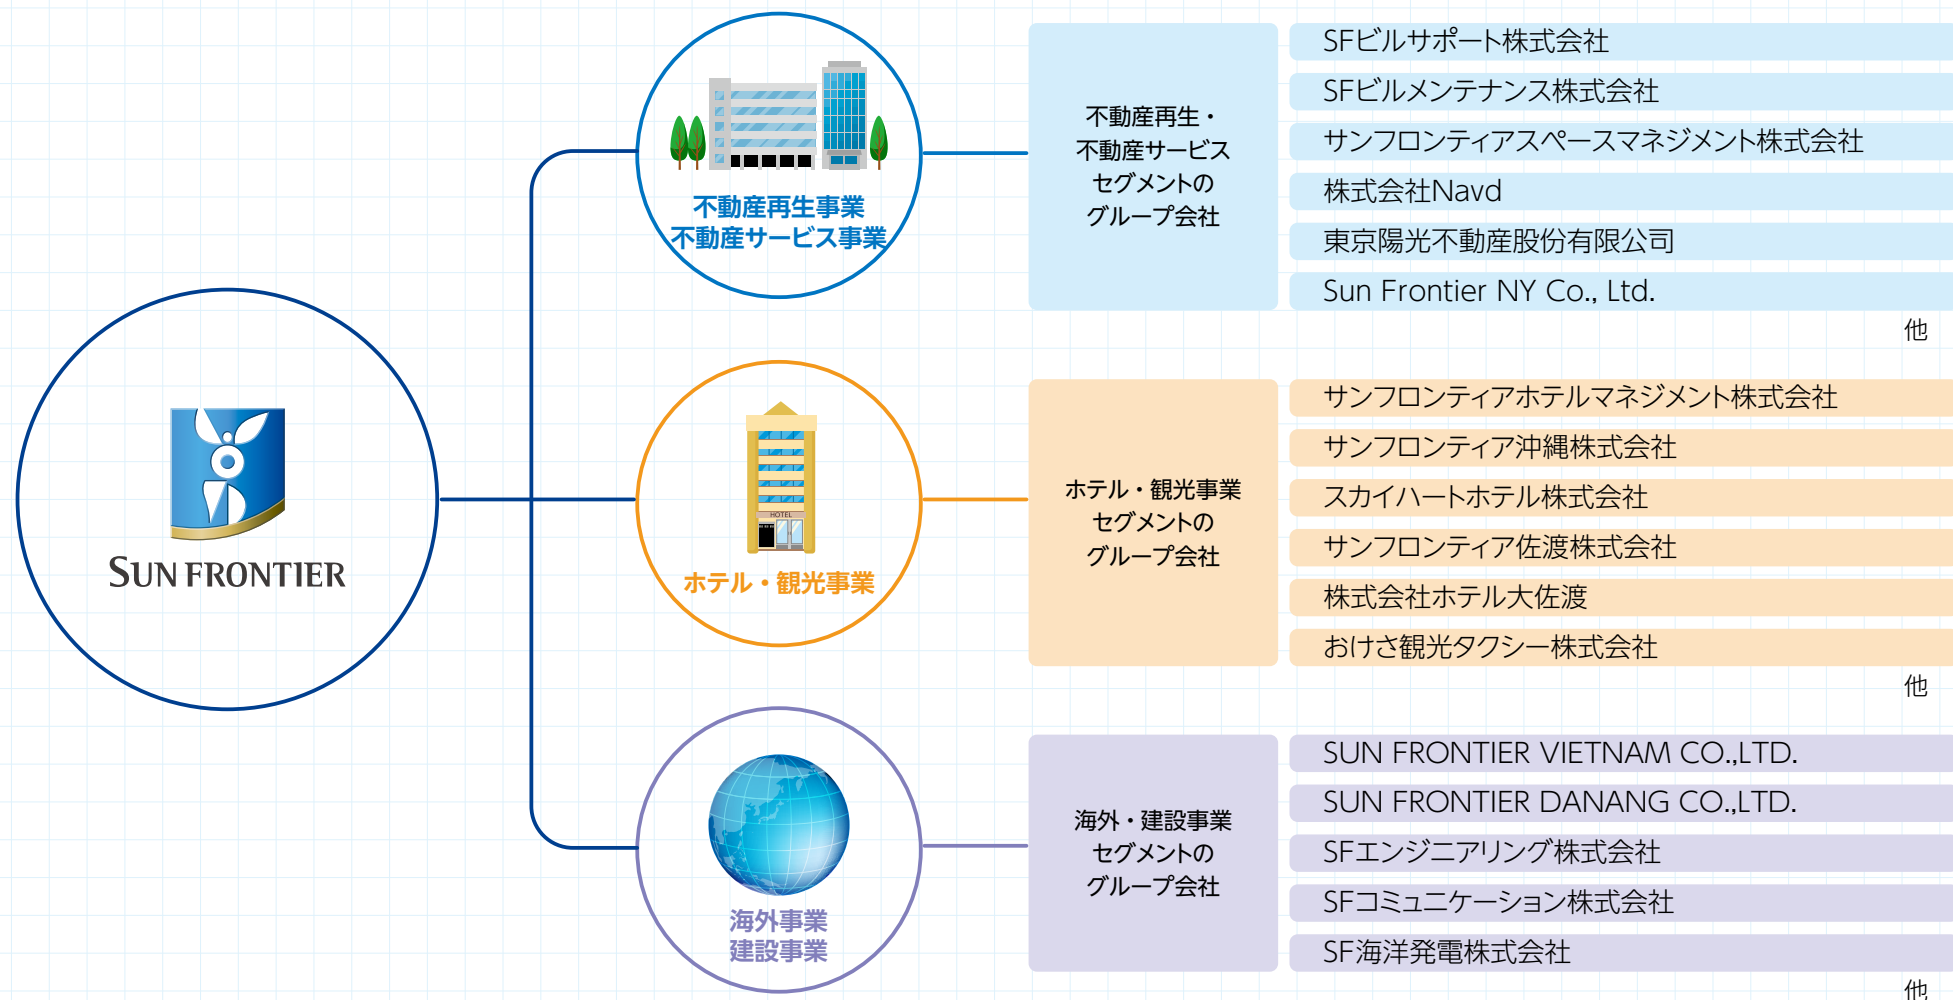 SUN FRONTIER
不動産再生事業
不動産サービス事業
不動産再生・
不動産サービス
セグメントの
グループ会社
SFビルサポート株式会社
SFビルメンテナンス株式会社
サンフロンティアスペースマネジメント株式会社
株式会社Navd
東京陽光不動産股份有限公司
Sun Frontier NY Co., Ltd.
他
HOTEL
ホテル・観光事業
ホテル・観光事業
セグメントの
グループ会社
サンフロンティアホテルマネジメント株式会社
サンフロンティア沖縄株式会社
スカイハートホテル株式会社
サンフロンティア佐渡株式会社
株式会社ホテル大佐渡
おけさ観光タクシー株式会社
他
海外事業
建設事業
海外・建設事業
セグメントの
グループ会社
SUN FRONTIER VIETNAM CO.,LTD.
SUN FRONTIER DANANG CO.,LTD.
SFエンジニアリング株式会社
SFコミュニケーション株式会社
SF海洋発電株式会社
他